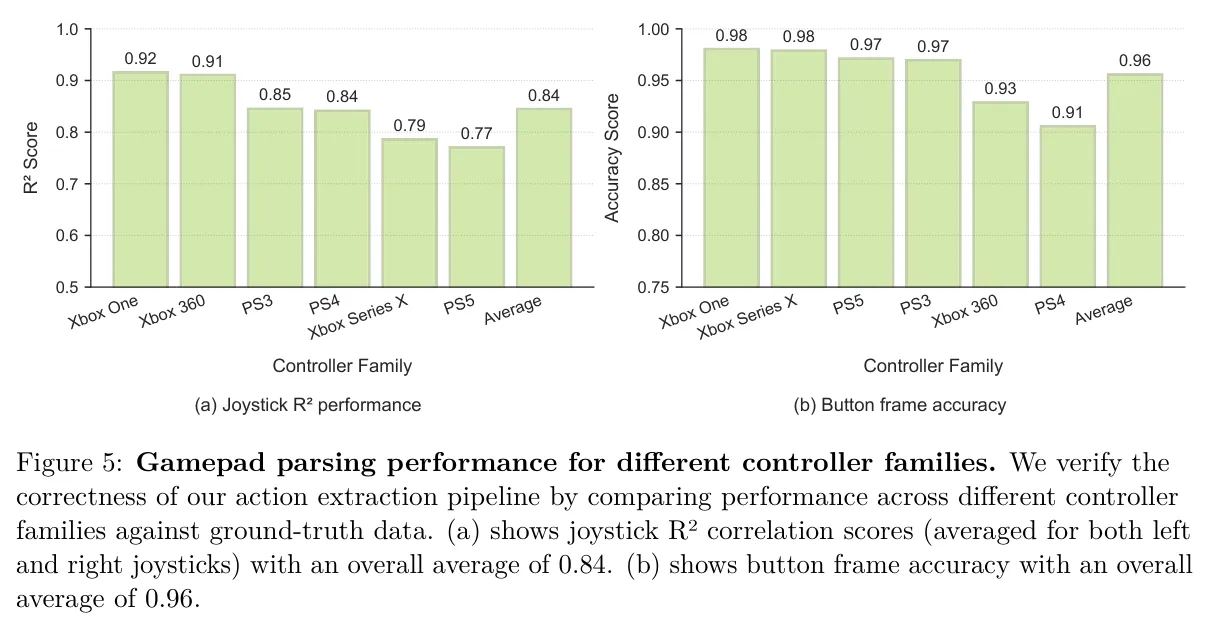 1.0
0.9
0.8
0.7
0.6
0.5
R² Score
0.92
0.91
0.85
0.84
0.79
0.77
0.84
Xbox One
Xbox 360
PS3
PS4
Xbox Series X
PS5
Average
Controller Family
(a) Joystick R² performance
1.00
0.95
0.90
0.85
0.80
0.75
Accuracy Score
0.98
0.98
0.97
0.97
0.93
0.91
0.96
Xbox One
Xbox Series X
PS5
PS3
Xbox 360
PS4
Average
Controller Family
(b) Button frame accuracy
Figure 5: Gamepad parsing performance for different controller families. We verify the
correctness of our action extraction pipeline by comparing performance across different controller
families against ground-truth data. (a) shows joystick R² correlation scores (averaged for both left
and right joysticks) with an overall average of 0.84. (b) shows button frame accuracy with an overall
average of 0.96.